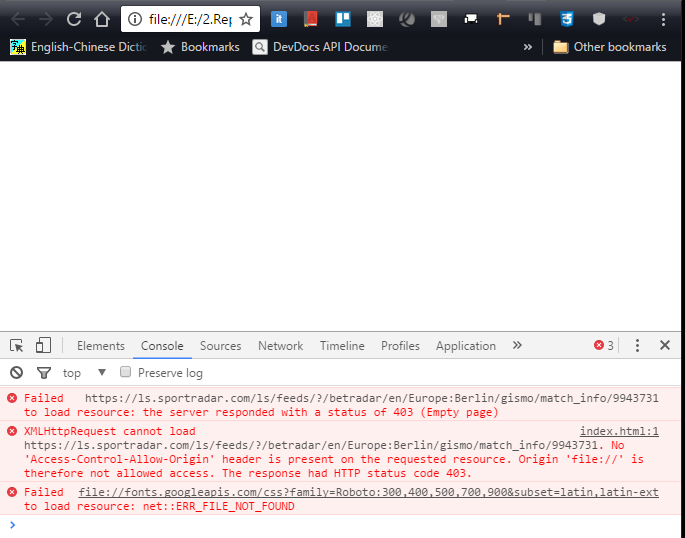 file:///E:/2.Rep
English-Chinese Dictic
Bookmarks
DevDocs API Docume
»
Other bookmarks
Elements Console Sources Network Timeline Profiles Application » 3
top Preserve log
Failed https://ls.sportradar.com/ls/feeds/?/betradar/en/Europe:Berlin/gismo/match_info/9943731
to load resource: the server responded with a status of 403 (Empty page)
XMLHttpRequest cannot load index.html:1
https://ls.sportradar.com/ls/feeds/?/betradar/en/Europe:Berlin/gismo/match_info/9943731. No
'Access-Control-Allow-Origin' header is present on the requested resource. Origin 'file://' is
therefore not allowed access. The response had HTTP status code 403.
Failed file://fonts.googleapis.com/css?family=Roboto:300,400,500,700,900&subset=latin,latin-ext
to load resource: net::ERR_FILE_NOT_FOUND